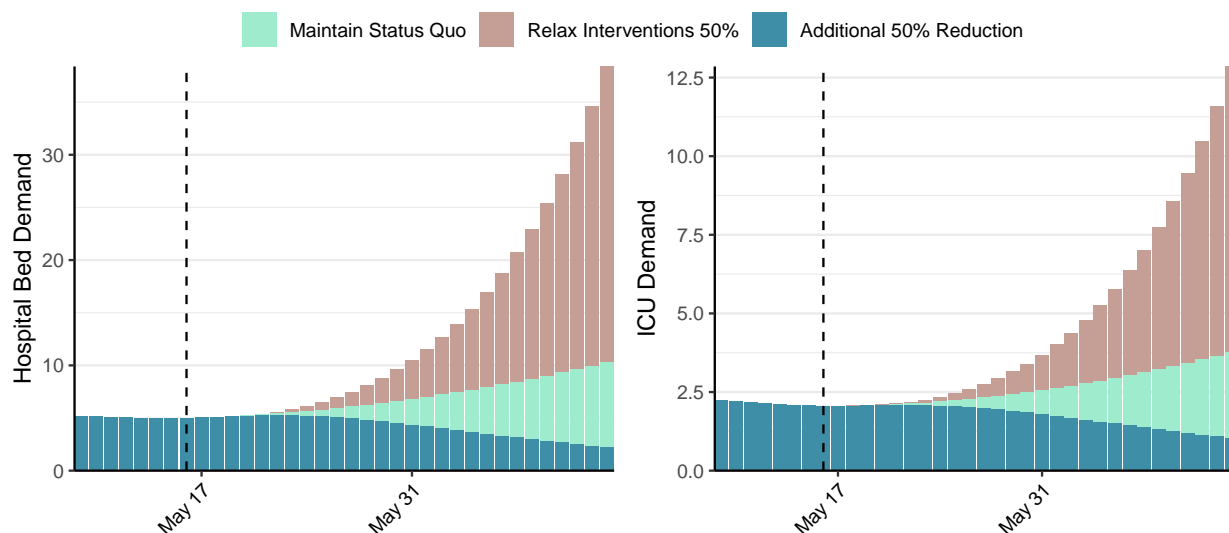 Maintain Status Quo Relax Interventions 50% Additional 50% Reduction
Hospital Bed Demand
30
20
10
0
May 17
May 31
ICU Demand
12.5
10.0
7.5
5.0
2.5
0.0
May 17
May 31